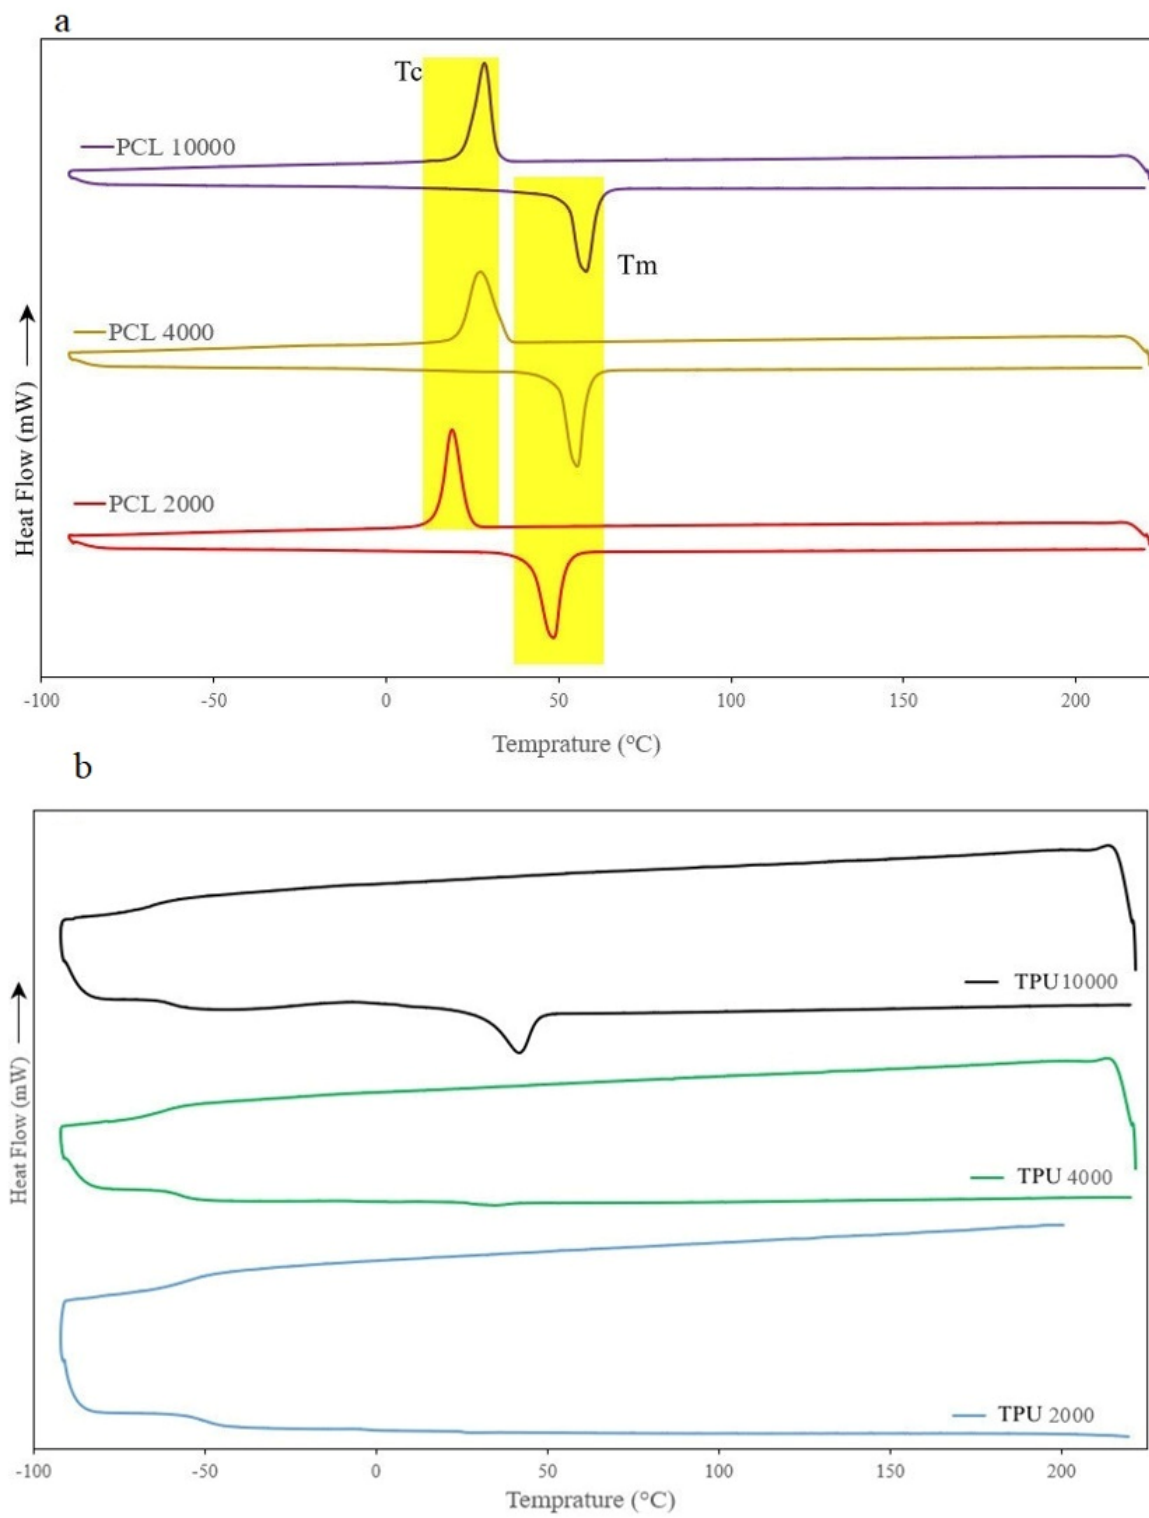 a
Tc
PCL 10000
Tm
PCL 4000
PCL 2000
Heat Flow (mW)
-100 -50 0 50 100 150 200
Temprature (°C)
b
TPU 10000
TPU 4000
TPU 2000
Heat Flow (mW)
-100 -50 0 50 100 150 200
Temprature (°C)